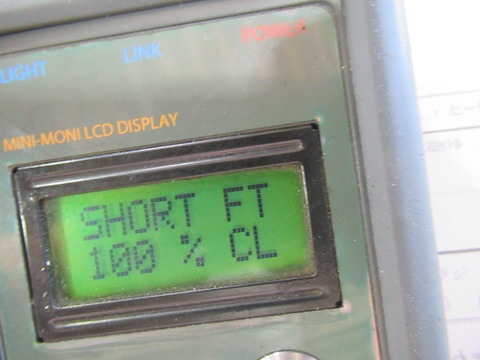 LIGHT LINK POWER
MINI-MONI LCD DISPLAY
SHORT FT
100 % CL